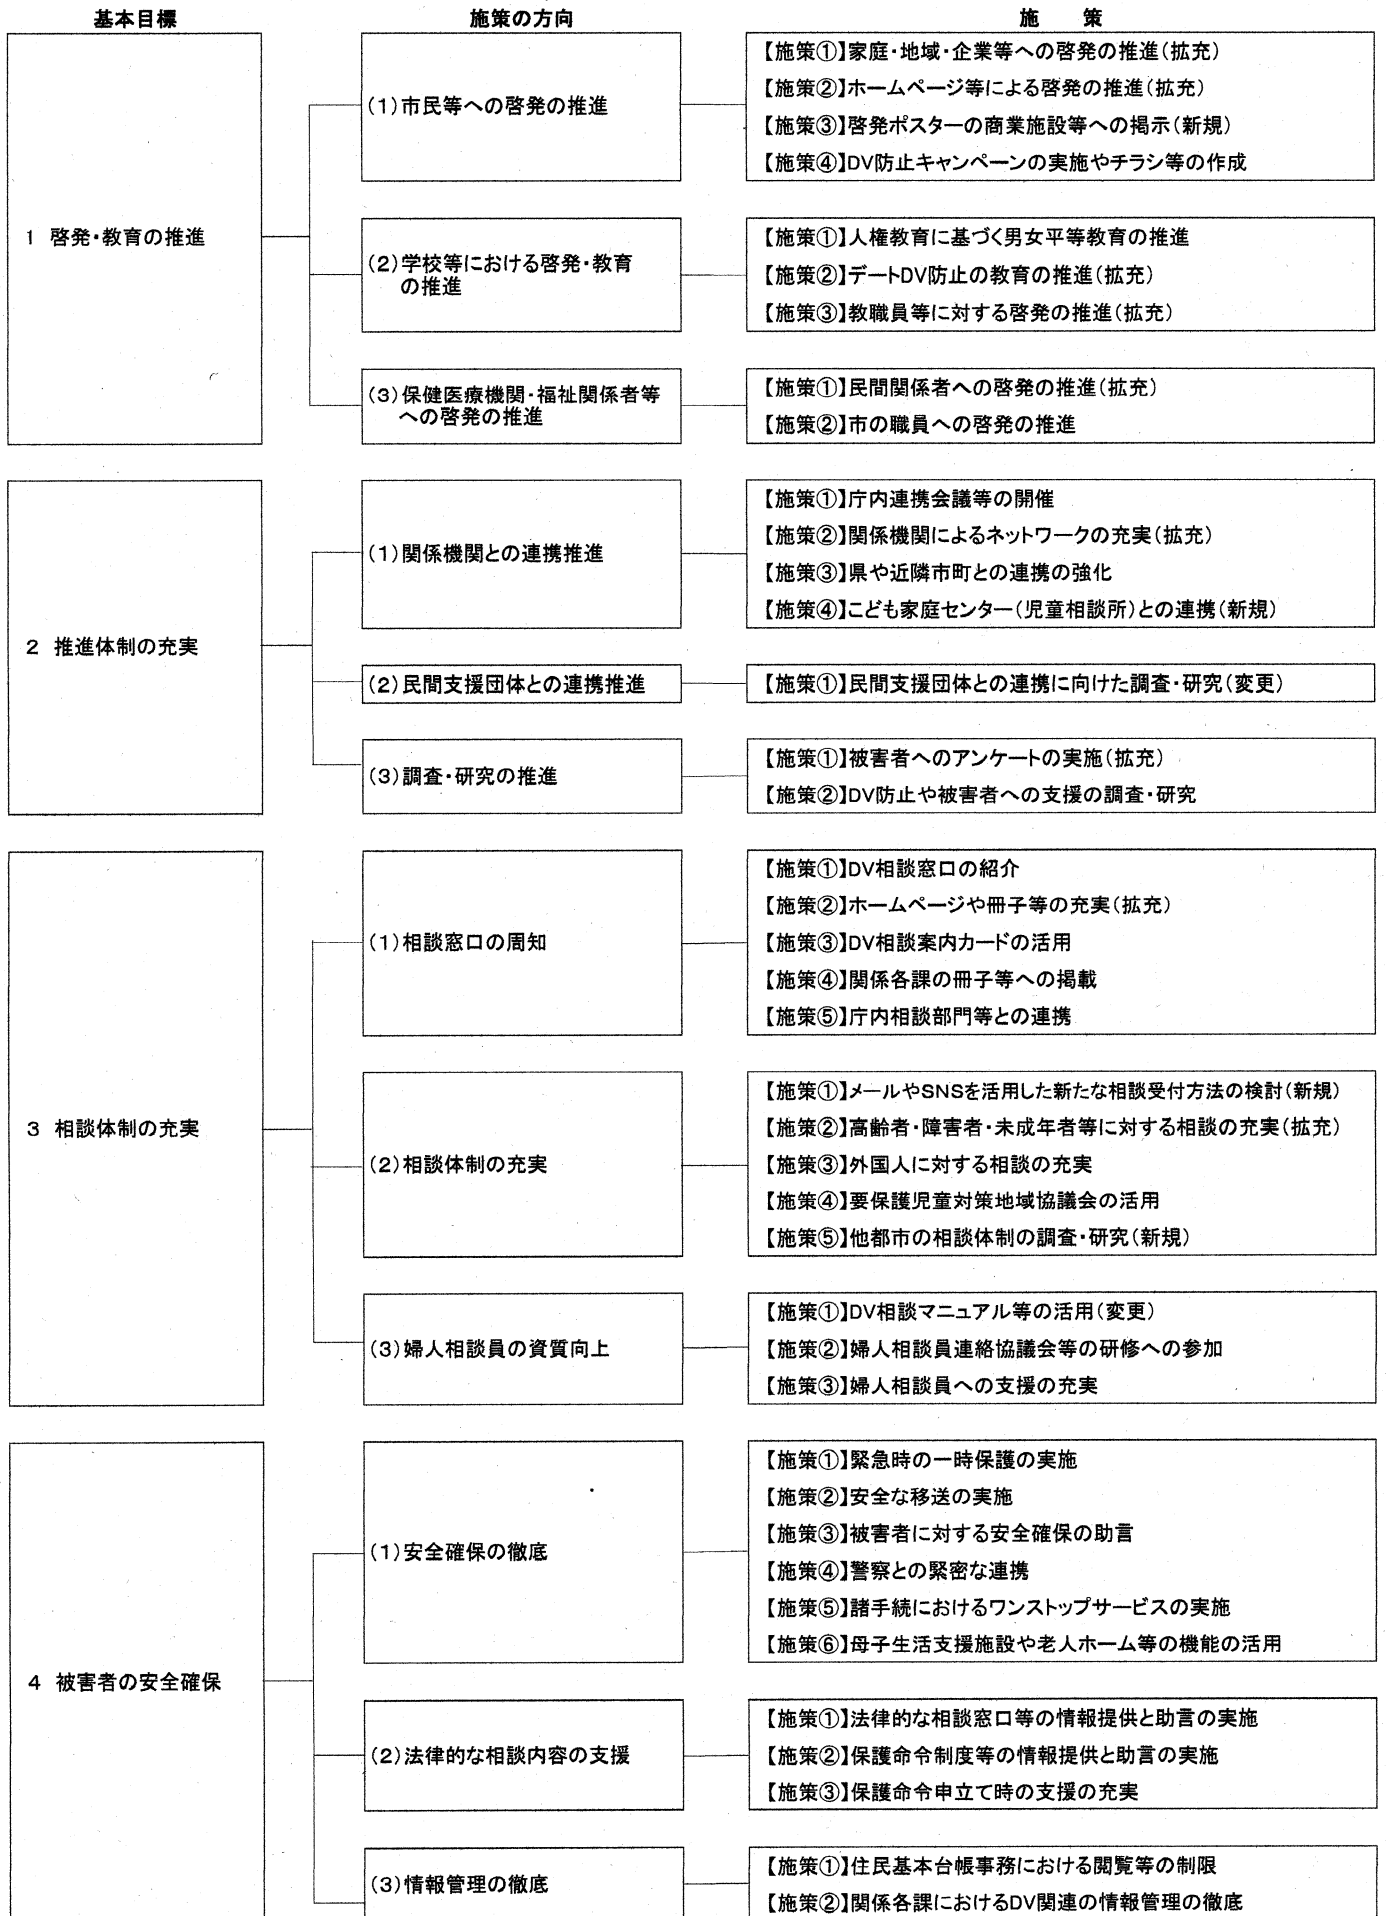 基本目標
施策の方向
施　策
1 啓発・教育の推進
(1)市民等への啓発の推進
【施策①】家庭・地域・企業等への啓発の推進(拡充)
【施策②】ホームページ等による啓発の推進(拡充)
【施策③】啓発ポスターの商業施設等への掲示(新規)
【施策④】DV防止キャンペーンの実施やチラシ等の作成
(2)学校等における啓発・教育
の推進
【施策①】人権教育に基づく男女平等教育の推進
【施策②】デートDV防止の教育の推進(拡充)
【施策③】教職員等に対する啓発の推進(拡充)
(3)保健医療機関・福祉関係者等
への啓発の推進
【施策①】民間関係者への啓発の推進(拡充)
【施策②】市の職員への啓発の推進
2 推進体制の充実
(1)関係機関との連携推進
【施策①】庁内連携会議等の開催
【施策②】関係機関によるネットワークの充実(拡充)
【施策③】県や近隣市町との連携の強化
【施策④】こども家庭センター(児童相談所)との連携(新規)
(2)民間支援団体との連携推進
【施策①】民間支援団体との連携に向けた調査・研究(変更)
(3)調査・研究の推進
【施策①】被害者へのアンケートの実施(拡充)
【施策②】DV防止や被害者への支援の調査・研究
3 相談体制の充実
(1)相談窓口の周知
【施策①】DV相談窓口の紹介
【施策②】ホームページや冊子等の充実(拡充)
【施策③】DV相談案内カードの活用
【施策④】関係各課の冊子等への掲載
【施策⑤】庁内相談部門等との連携
(2)相談体制の充実
【施策①】メールやSNSを活用した新たな相談受付方法の検討(新規)
【施策②】高齢者・障害者・未成年者等に対する相談の充実(拡充)
【施策③】外国人に対する相談の充実
【施策④】要保護児童対策地域協議会の活用
【施策⑤】他都市の相談体制の調査・研究(新規)
(3)婦人相談員の資質向上
【施策①】DV相談マニュアル等の活用(変更)
【施策②】婦人相談員連絡協議会等の研修への参加
【施策③】婦人相談員への支援の充実
4 被害者の安全確保
(1)安全確保の徹底
【施策①】緊急時の一時保護の実施
【施策②】安全な移送の実施
【施策③】被害者に対する安全確保の助言
【施策④】警察との緊密な連携
【施策⑤】諸手続におけるワンストップサービスの実施
【施策⑥】母子生活支援施設や老人ホーム等の機能の活用
(2)法律的な相談内容の支援
【施策①】法律的な相談窓口等の情報提供と助言の実施
【施策②】保護命令制度等の情報提供と助言の実施
【施策③】保護命令申立て時の支援の充実
(3)情報管理の徹底
【施策①】住民基本台帳事務における閲覧等の制限
【施策②】関係各課におけるDV関連の情報管理の徹底